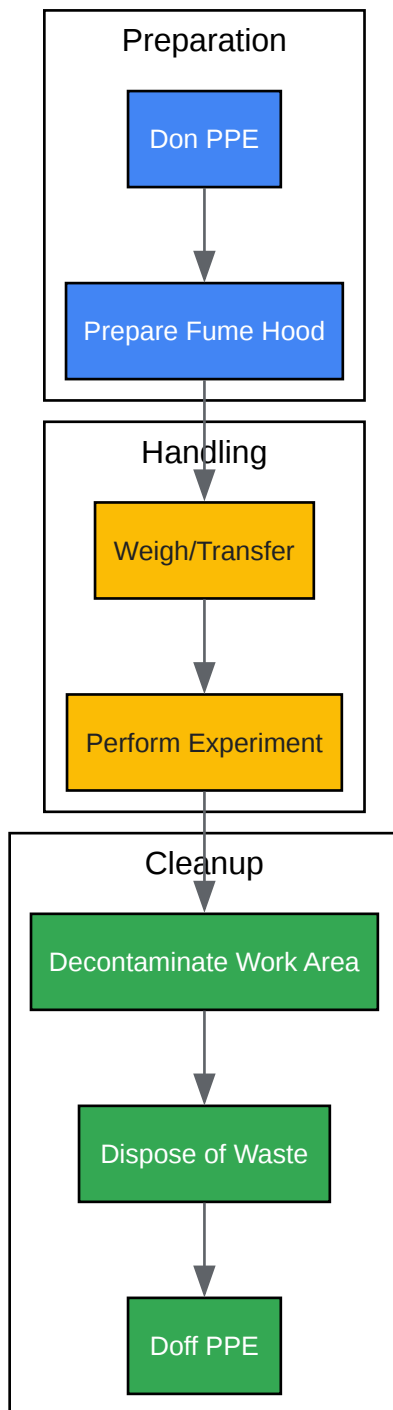 Preparation
Don PPE
Prepare Fume Hood
Handling
Weigh/Transfer
Perform Experiment
Cleanup
Decontaminate Work Area
Dispose of Waste
Doff PPE